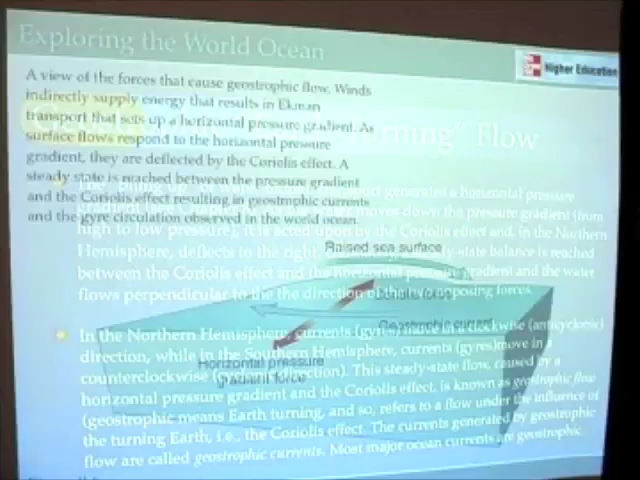 Exploring the World Ocean
Higher Education
A view of the forces that cause geostrophic flow. Winds
indirectly supply energy that results in Ekman
transport that sets up a horizontal pressure gradient. As
surface flows respond to the horizontal pressure
gradient, they are deflected by the Coriolis effect. A
steady state is reached between the pressure gradient
and the Coriolis effect resulting in geostrophic currents
and the gyre circulation observed in the world ocean.
Turning" Flow
generates a horizontal pressure
moves down the pressure gradient (from
high to low pressure), it is acted upon by the Coriolis effect and, in the Northern
Hemisphere, deflects to the right. steady-state balance is reached
between the Coriolis effect and the horizontal pressure gradient and the water
flows perpendicular to the the direction of the two opposing forces.
Raised sea surface
Coriolis force
Geostrophic current
Horizontal pressure
gradient force
In the Northern Hemisphere, currents (gyres) clockwise (anticyclonic)
direction, while in the Southern Hemisphere, currents (gyres)move in a
counterclockwise direction). This steady-state flow, caused by a
horizontal pressure gradient and the Coriolis effect, is known as geostrophic flow
(geostrophic means Earth turning, and so, refers to a flow under the influence of
the turning Earth, i.e., the Coriolis effect. The currents generated by geostrophic
flow are called geostrophic currents. Most major ocean currents are geostrophic.